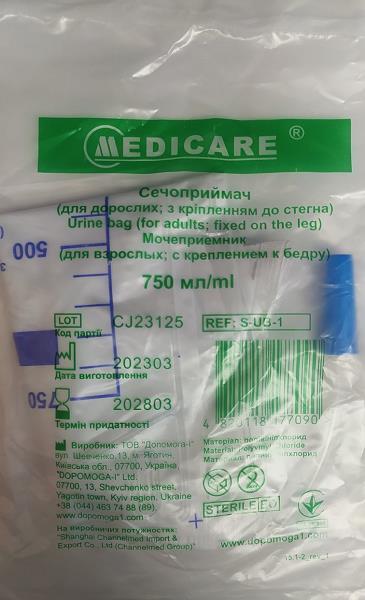 MEDICARE ®
Сечоприймач
(для дорослих; з кріпленням до стегна)
Urine bag (for adults; fixed on the leg)
Мочеприемник
(для взрослых; с креплением к бедру)
500
750 мл/ml
LOT CJ23125
Код партії
REF: S-UB-1
202303
Дата виготовлення
202803
750
Термін придатності
4 820118 177090
Виробник: ТОВ "Допомога-І"
вул. Шевченко,13, м. Яготин,
Київська обл., 07700, Україна,
"DOPOMOGA-I" Ltd.
07700, 13, Shevchenko street,
Yagotin town, Kyiv region, Ukraine
+38 (044) 463 74 88 (89)
www.dopomoga1.com
На виробничих потужностях:
"Shanghai Channelmed Import &
Export Co., Ltd (Channelmed Group)"
Матеріал: полівінілхлорид
Material: polyvinyl chloride
Материал:
STERILE EO
www.dopomoga1.com